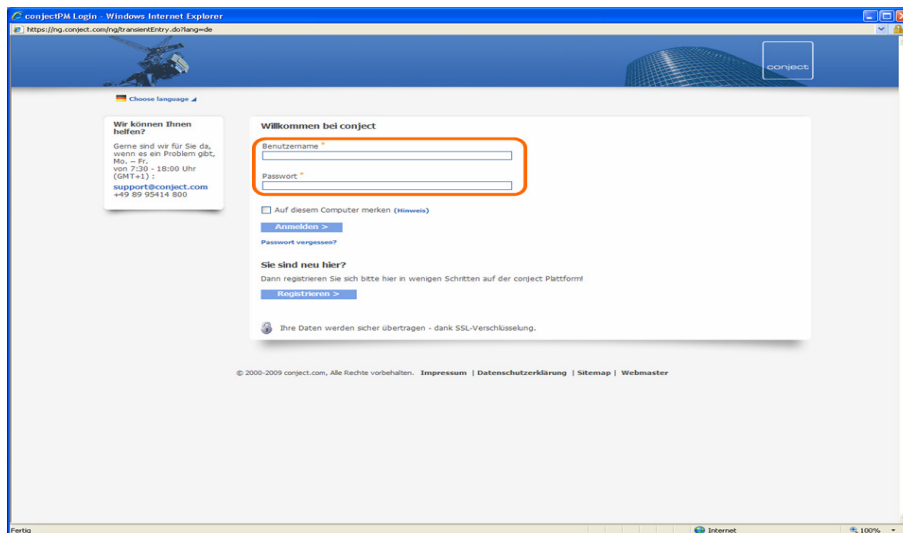 conjectPM Login - Windows Internet Explorer
https://ng.conject.com/ng/transientEntry.do?lang=de
conject
Choose language
Wir können Ihnen
helfen?
Gerne sind wir für Sie da,
wenn es ein Problem gibt,
Mo. – Fr.
von 7:30 - 18:00 Uhr
(GMT+1) :
support@conject.com
+49 89 95414 800
Willkommen bei conject
Benutzername *
Passwort *
Auf diesem Computer merken (Hinweis)
Anmelden >
Passwort vergessen?
Sie sind neu hier?
Dann registrieren Sie sich bitte hier in wenigen Schritten auf der conject Plattform!
Registrieren >
Ihre Daten werden sicher übertragen - dank SSL-Verschlüsselung.
© 2000-2009 conject.com, Alle Rechte vorbehalten. Impressum | Datenschutzerklärung | Sitemap | Webmaster
Fertig Internet 100%